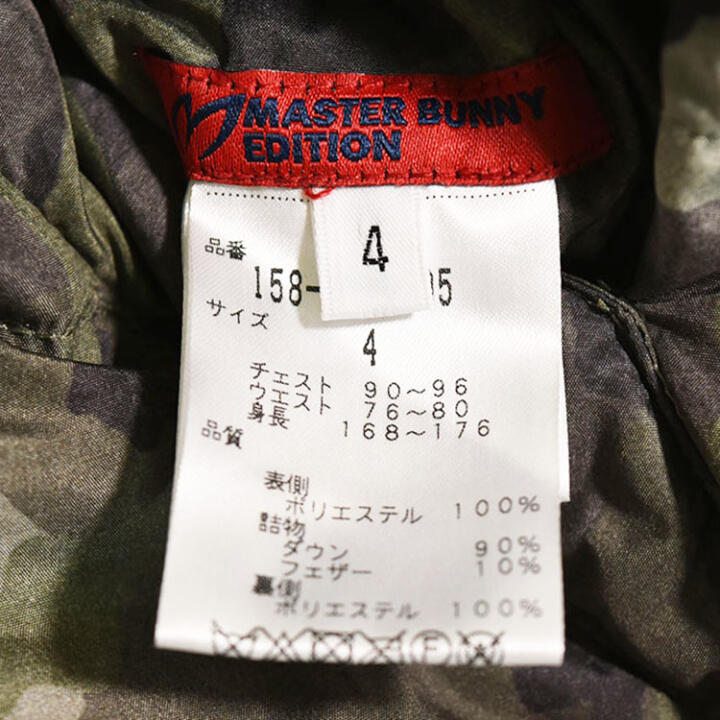 MASTER BUNNY
EDITION
4
品番
158-
95
サイズ
4
チェスト 90～96
ウエスト 76～80
身長 168～176
品質
表側
ポリエステル 100%
詰物
ダウン 90%
フェザー 10%
裏側
ポリエステル 100%
F